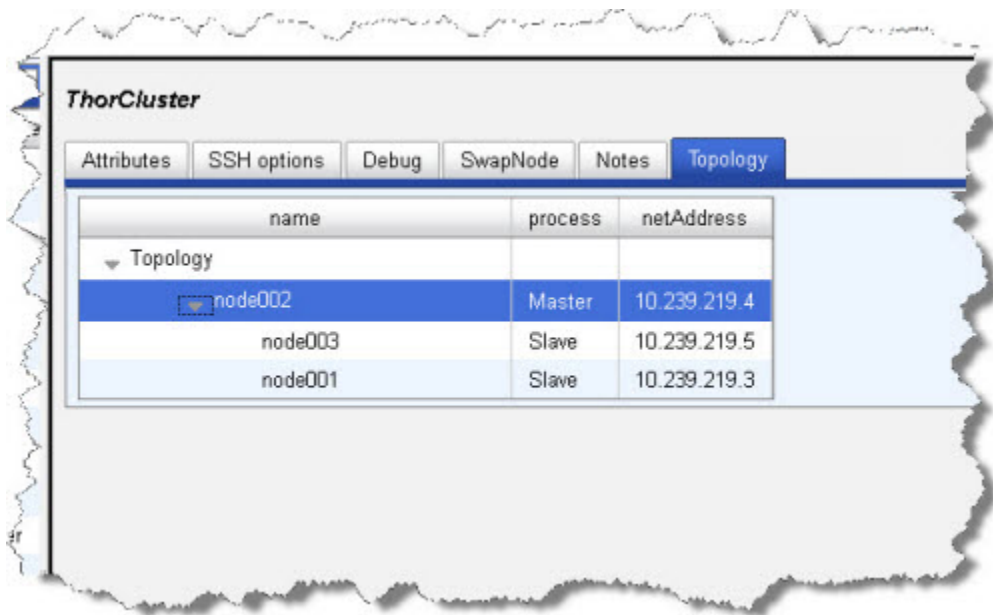 ThorCluster
Attributes SSH options Debug SwapNode Notes Topology
name process netAddress
Topology
node002 Master 10.239.219.4
node003 Slave 10.239.219.5
node001 Slave 10.239.219.3